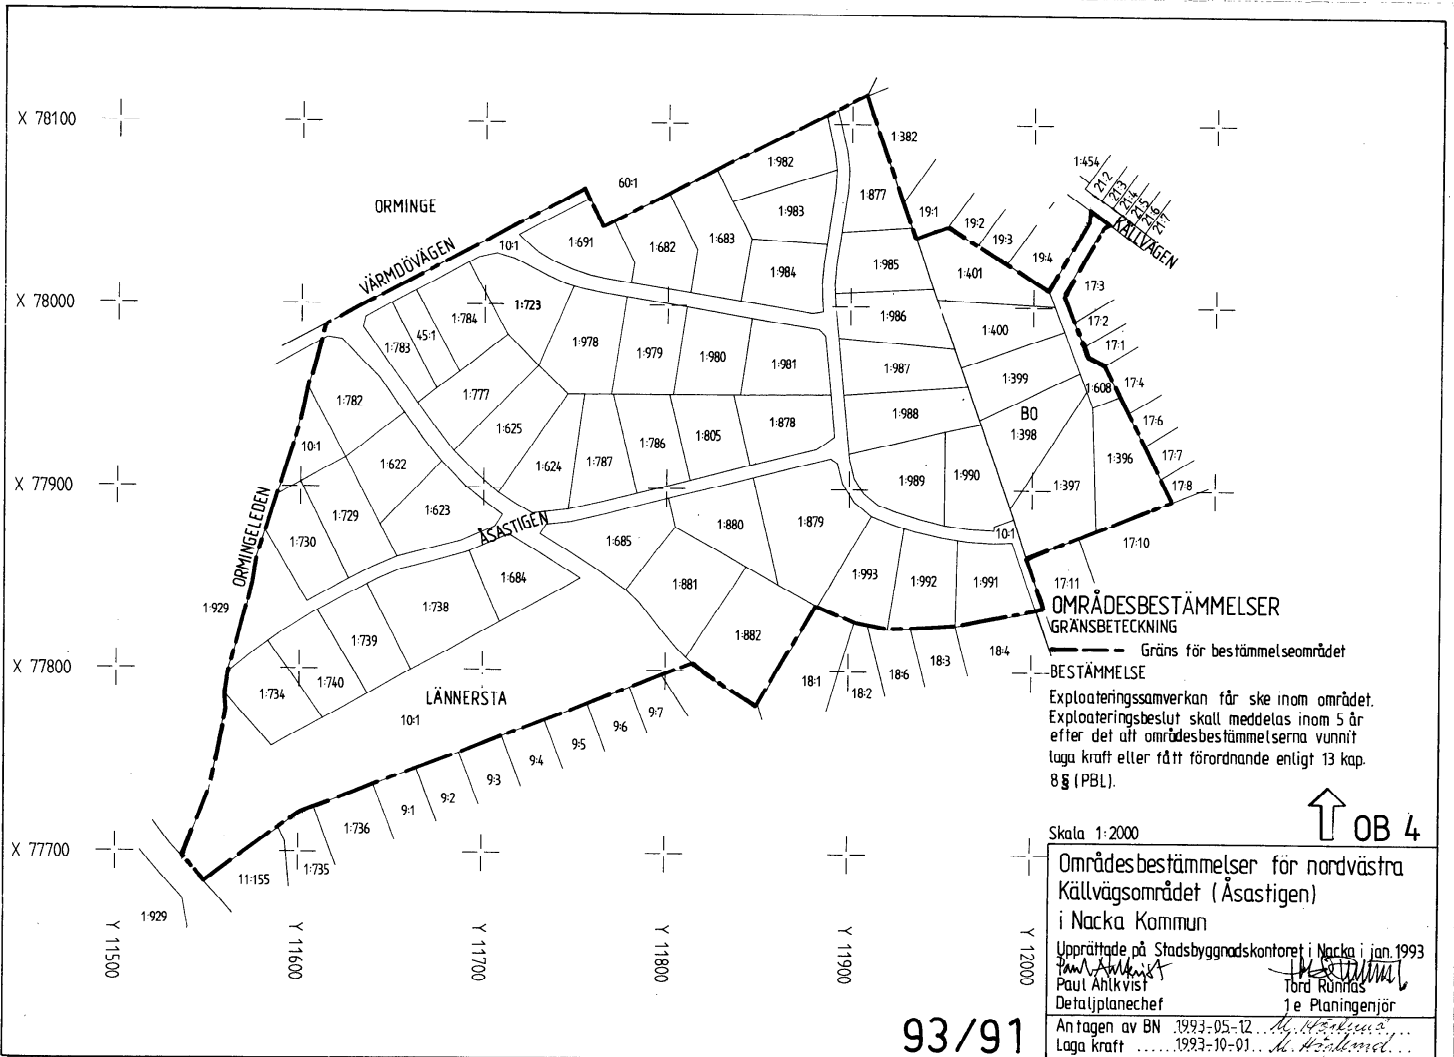 X 78100
X 78000
X 77900
X 77800
X 77700
Y 11500
Y 11600
Y 11700
Y 11800
Y 11900
Y 12000
ORMINGE
60:1
VÄRMDÖVÄGEN
10:1
1:691
1:682
1:683
1:982
1:983
1:984
1:877
1:382
19:1
19:2
19:3
19:4
1:454
21:2
21:3
21:4
21:5
21:6
21:7
KÄLLVÄGEN
17:3
17:2
17:1
1:608
17:4
17:6
17:7
17:8
17:10
17:11
1:985
1:401
1:986
1:400
1:987
1:399
1:988
BO
1:398
1:396
1:397
1:989
1:990
10:1
1:723
1:784
45:1
1:783
1:978
1:979
1:980
1:981
1:782
1:777
1:625
1:624
1:787
1:786
1:805
1:878
10:1
1:622
1:623
1:729
1:730
ORMINGELEDEN
ÅSASTIGEN
1:685
1:880
1:879
1:881
1:882
1:993
1:992
1:991
1:684
1:738
1:739
1:740
1:734
1:929
LÄNNERSTA
10:1
18:1
18:2
18:6
18:3
18:4
9:7
9:6
9:5
9:4
9:3
9:2
9:1
1:736
1:735
11:155
1:929
OMRÅDESBESTÄMMELSER
GRÄNSBETECKNING
Gräns för bestämmelseområdet
BESTÄMMELSE
Exploateringssamverkan får ske inom området.
Exploateringsbeslut skall meddelas inom 5 år
efter det att områdesbestämmelserna vunnit
laga kraft eller fått förordnande enligt 13 kap.
8 § (PBL).
Skala 1:2000
OB 4
Områdesbestämmelser för nordvästra
Källvägsområdet (Åsastigen)
i Nacka Kommun
Upprättade på Stadsbyggnadskontoret i Nacka i jan. 1993
Paul Ahlkvist
Paul Ahlkvist Tord Runnäs
Detaljplanechef 1 e Planingenjör
Antagen av BN 1993-05-12
Laga kraft ...... 1993-10-01
93/91